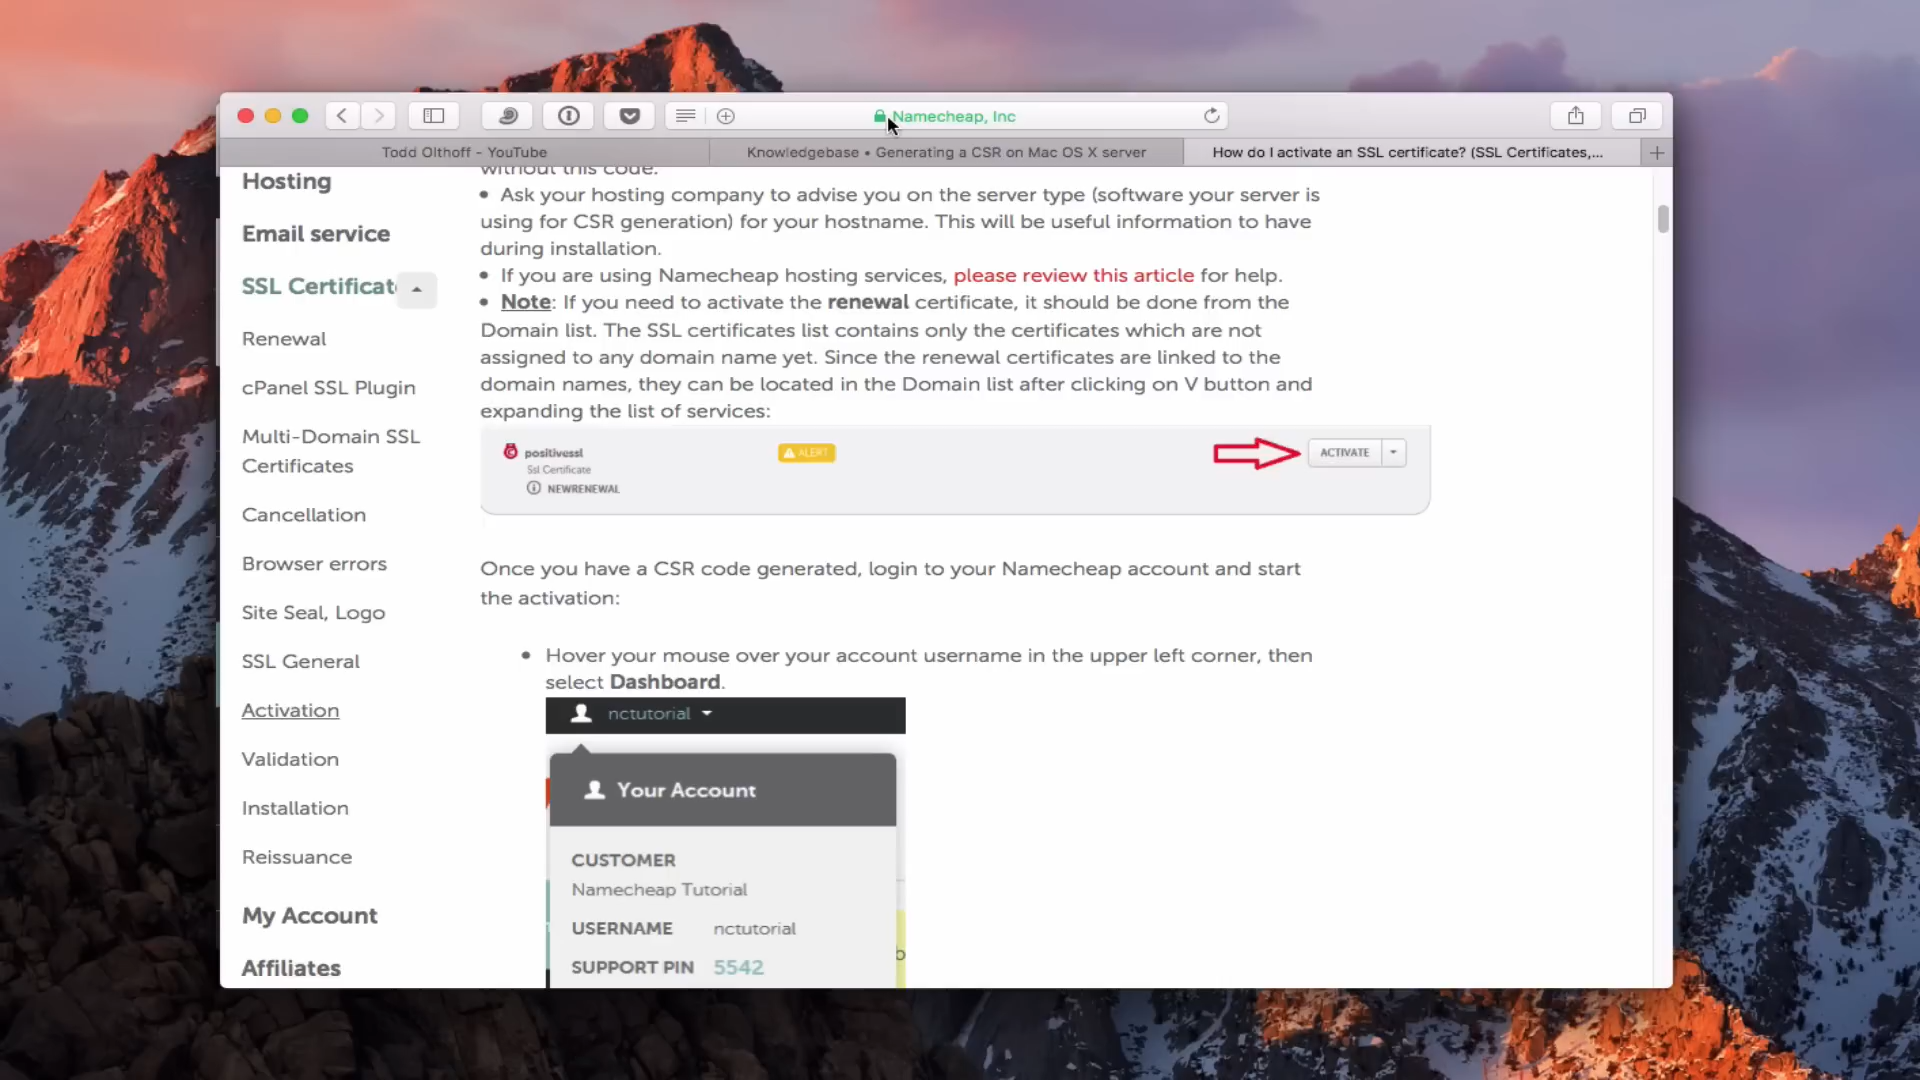 Namecheap, Inc
Todd Olthoff - YouTube
Knowledgebase • Generating a CSR on Mac OS X server
How do I activate an SSL certificate? (SSL Certificates,...
Hosting
Email service
SSL Certificat
Renewal
cPanel SSL Plugin
Multi-Domain SSL
Certificates
Cancellation
Browser errors
Site Seal, Logo
SSL General
Activation
Validation
Installation
Reissuance
My Account
Affiliates
without this code.
• Ask your hosting company to advise you on the server type (software your server is
using for CSR generation) for your hostname. This will be useful information to have
during installation.
• If you are using Namecheap hosting services, please review this article for help.
• Note: If you need to activate the renewal certificate, it should be done from the
Domain list. The SSL certificates list contains only the certificates which are not
assigned to any domain name yet. Since the renewal certificates are linked to the
domain names, they can be located in the Domain list after clicking on V button and
expanding the list of services:
positivessl
Ssl Certificate
NEWRENEWAL
ALERT
ACTIVATE
Once you have a CSR code generated, login to your Namecheap account and start
the activation:
• Hover your mouse over your account username in the upper left corner, then
select Dashboard.
nctutorial
Your Account
CUSTOMER
Namecheap Tutorial
USERNAME nctutorial
SUPPORT PIN 5542